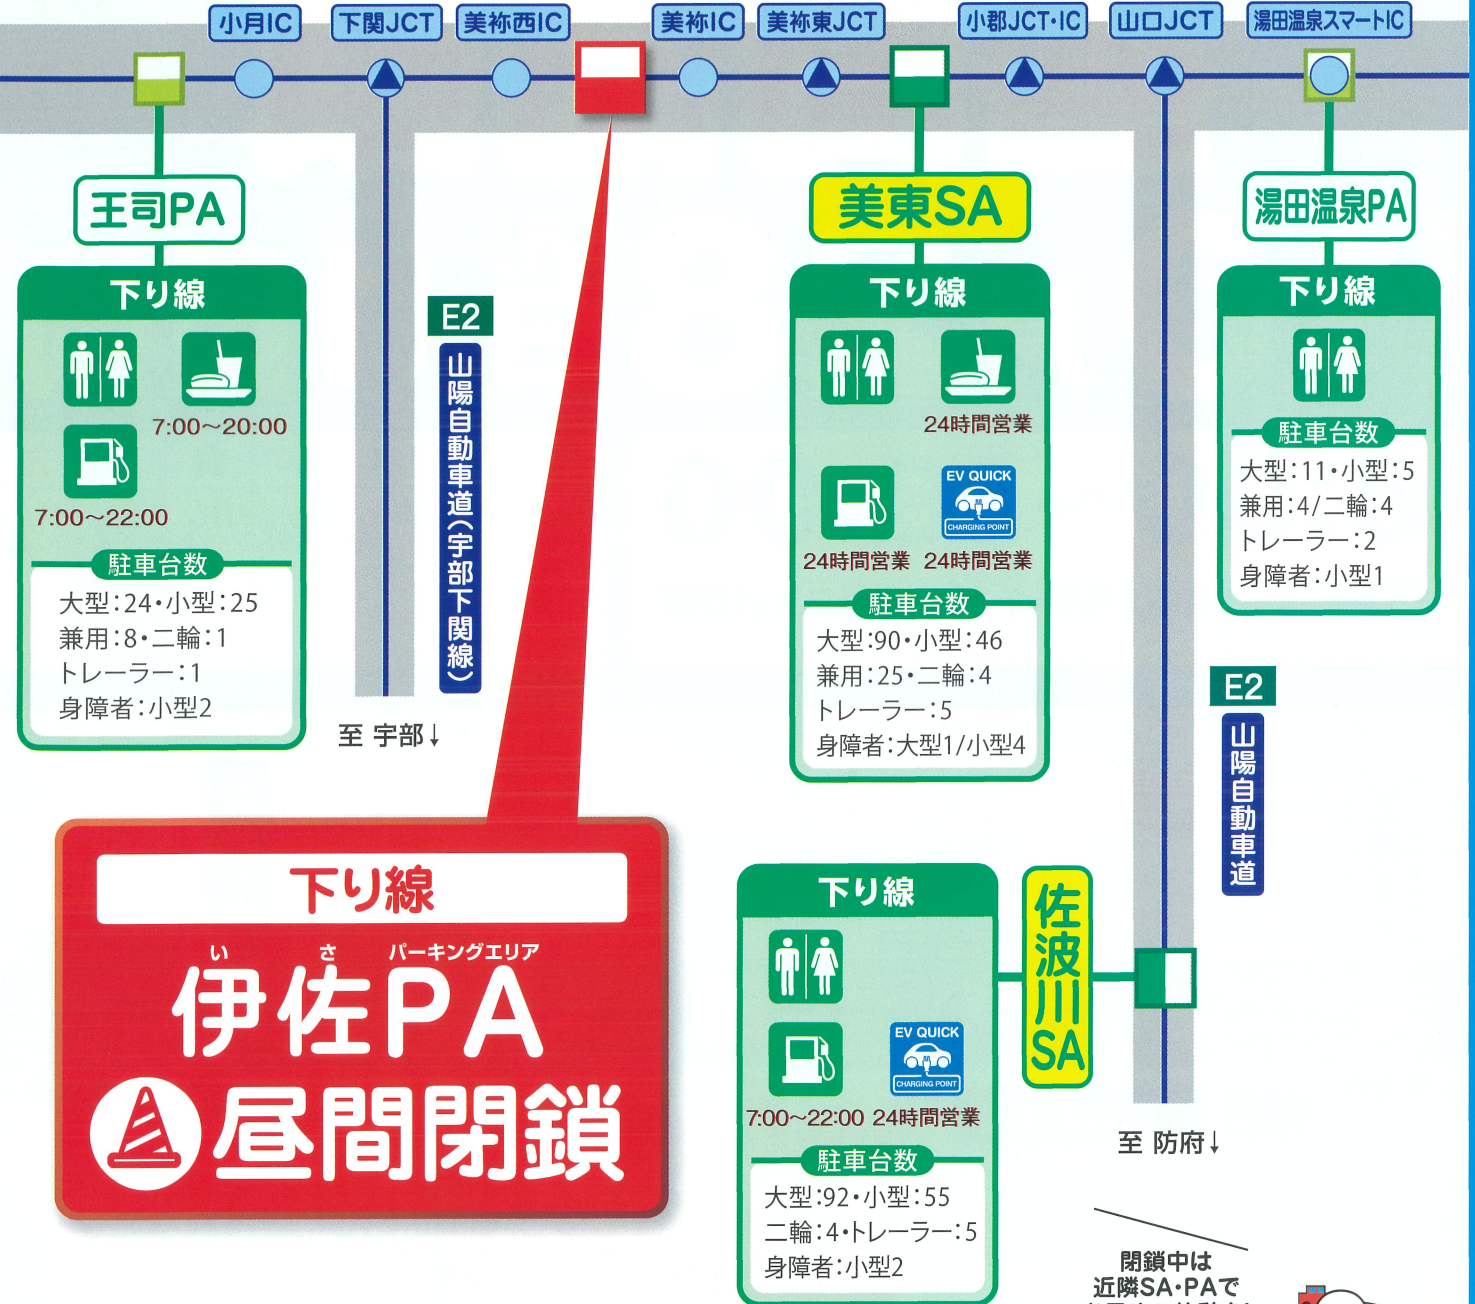 小月IC
下関JCT
美祢西IC
美祢IC
美祢東JCT
小郡JCT・IC
山口JCT
湯田温泉スマートIC
王司PA
下り線
7:00〜20:00
7:00〜22:00
駐車台数
大型:24・小型:25
兼用:8・二輪:1
トレーラー:1
身障者:小型2
E2
山陽自動車道(宇部下関線)
至 宇部↓
美東SA
下り線
24時間営業
EV QUICK
CHARGING POINT
24時間営業 24時間営業
駐車台数
大型:90・小型:46
兼用:25・二輪:4
トレーラー:5
身障者:大型1/小型4
湯田温泉PA
下り線
駐車台数
大型:11・小型:5
兼用:4/二輪:4
トレーラー:2
身障者:小型1
E2
山陽自動車道
下り線
い さ パーキングエリア
伊佐PA
昼間閉鎖
下り線
佐波川SA
EV QUICK
CHARGING POINT
7:00〜22:00 24時間営業
駐車台数
大型:92・小型:55
二輪:4・トレーラー:5
身障者:小型2
至 防府↓
閉鎖中は
近隣SA・PAで